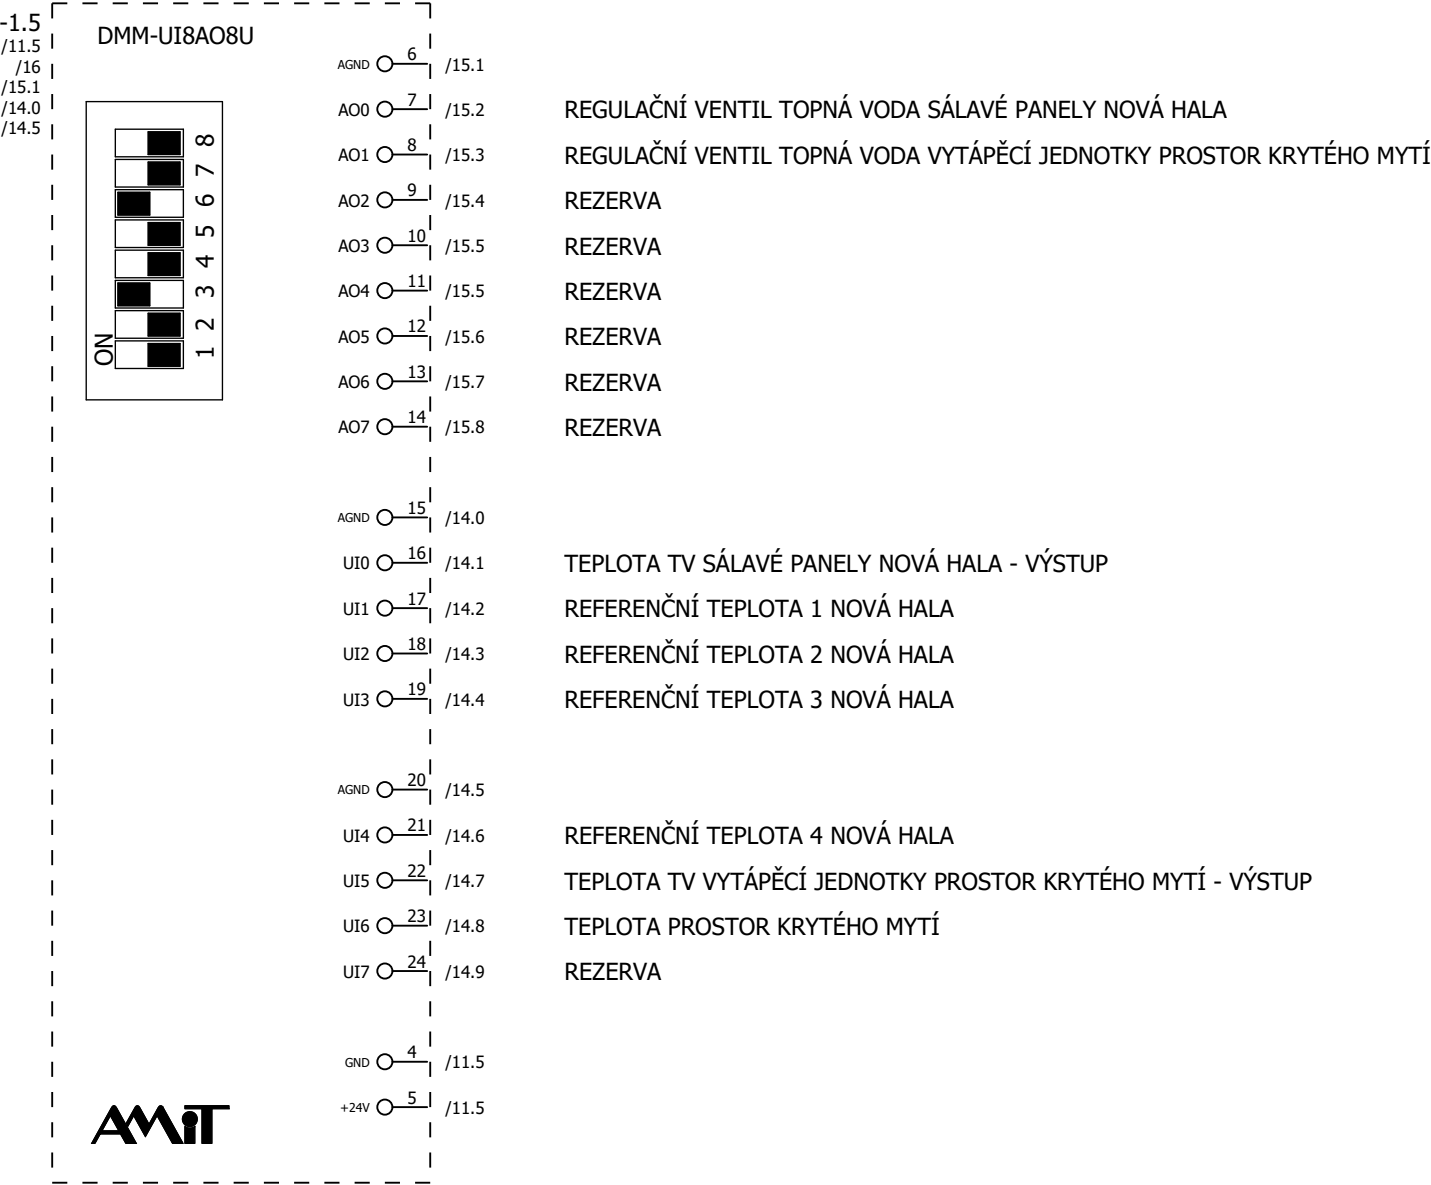 -1.5
/11.5
/16
/15.1
/14.0
/14.5
DMM-UI8AO8U
ON
1 2 3 4 5 6 7 8
AGND 6 /15.1
AO0 7 /15.2 REGULAČNÍ VENTIL TOPNÁ VODA SÁLAVÉ PANELY NOVÁ HALA
AO1 8 /15.3 REGULAČNÍ VENTIL TOPNÁ VODA VYTÁPĚCÍ JEDNOTKY PROSTOR KRYTÉHO MYTÍ
AO2 9 /15.4 REZERVA
AO3 10 /15.5 REZERVA
AO4 11 /15.5 REZERVA
AO5 12 /15.6 REZERVA
AO6 13 /15.7 REZERVA
AO7 14 /15.8 REZERVA
AGND 15 /14.0
UI0 16 /14.1 TEPLOTA TV SÁLAVÉ PANELY NOVÁ HALA - VÝSTUP
UI1 17 /14.2 REFERENČNÍ TEPLOTA 1 NOVÁ HALA
UI2 18 /14.3 REFERENČNÍ TEPLOTA 2 NOVÁ HALA
UI3 19 /14.4 REFERENČNÍ TEPLOTA 3 NOVÁ HALA
AGND 20 /14.5
UI4 21 /14.6 REFERENČNÍ TEPLOTA 4 NOVÁ HALA
UI5 22 /14.7 TEPLOTA TV VYTÁPĚCÍ JEDNOTKY PROSTOR KRYTÉHO MYTÍ - VÝSTUP
UI6 23 /14.8 TEPLOTA PROSTOR KRYTÉHO MYTÍ
UI7 24 /14.9 REZERVA
GND 4 /11.5
+24V 5 /11.5
AMiT